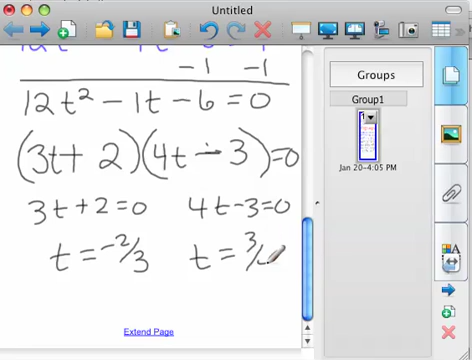 Untitled
- 1 -1
12t² - 1t - 6 = 0
(3t + 2)(4t - 3) = 0
3t + 2 = 0 4t - 3 = 0
t = -2/3 t = 3/
Extend Page
Groups
Group1
Jan 20-4:05 PM